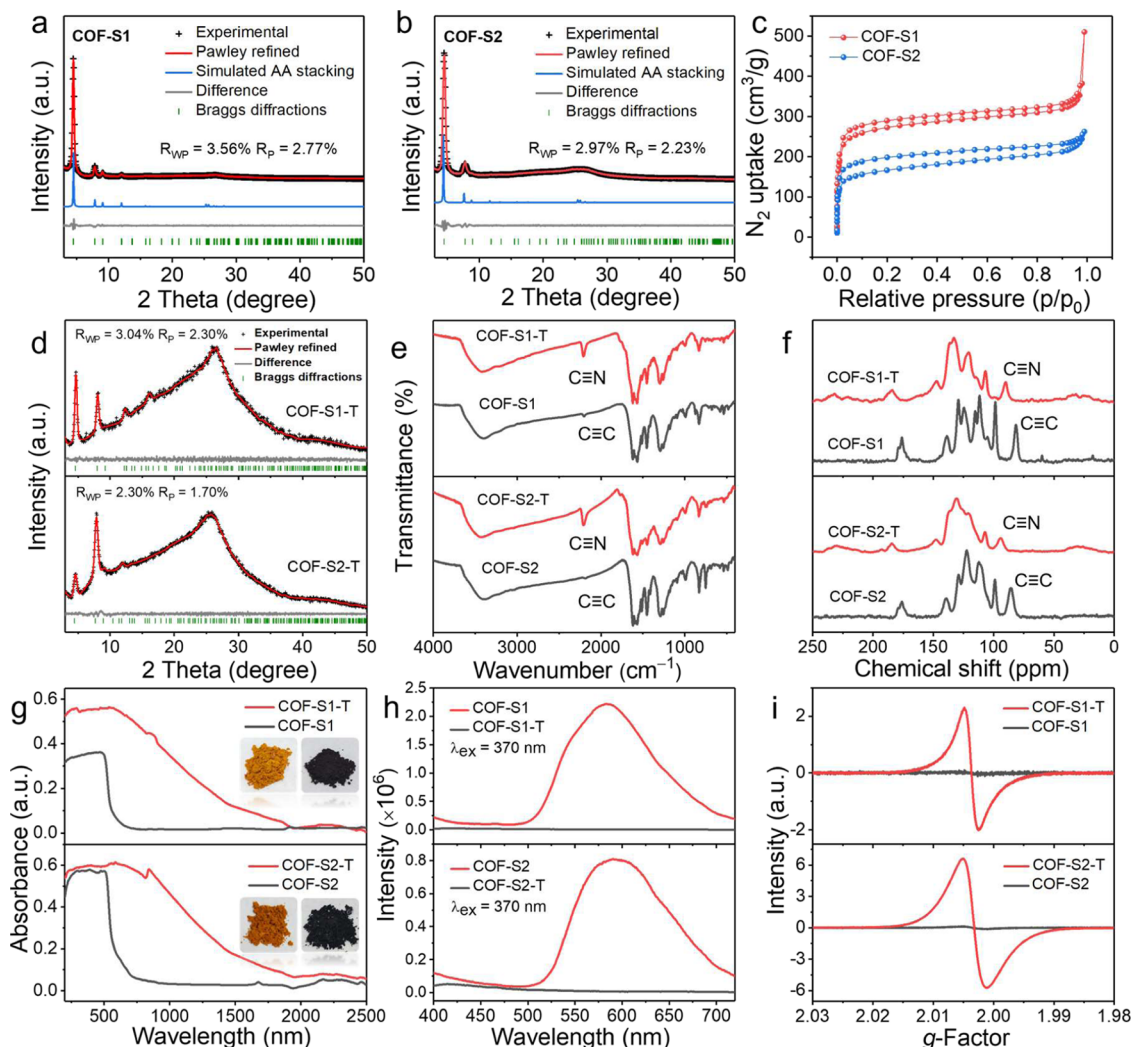 a
COF-S1
Experimental
Pawley refined
Simulated AA stacking
Difference
Braggs diffractions
R_WP = 3.56% R_P = 2.77%
Intensity (a.u.)
10 20 30 40 50
2 Theta (degree)
b
COF-S2
Experimental
Pawley refined
Simulated AA stacking
Difference
Braggs diffractions
R_WP = 2.97% R_P = 2.23%
Intensity (a.u.)
10 20 30 40 50
2 Theta (degree)
c
COF-S1
COF-S2
N₂ uptake (cm³/g)
500
400
300
200
100
0
0.0 0.2 0.4 0.6 0.8 1.0
Relative pressure (p/p₀)
d
R_WP = 3.04% R_P = 2.30%
Experimental
Pawley refined
Difference
Braggs diffractions
COF-S1-T
R_WP = 2.30% R_P = 1.70%
COF-S2-T
Intensity (a.u.)
10 20 30 40 50
2 Theta (degree)
e
COF-S1-T
C≡N
COF-S1
C≡C
COF-S2-T
C≡N
COF-S2
C≡C
Transmittance (%)
4000 3000 2000 1000
Wavenumber (cm⁻¹)
f
COF-S1-T
C≡N
COF-S1
C≡C
COF-S2-T
C≡N
COF-S2
C≡C
250 200 150 100 50 0
Chemical shift (ppm)
g
COF-S1-T
COF-S1
0.6
0.4
0.2
0.0
COF-S2-T
COF-S2
0.6
0.4
0.2
0.0
Absorbance (a.u.)
500 1000 1500 2000 2500
Wavelength (nm)
h
COF-S1
COF-S1-T
λex = 370 nm
2.5
2.0
1.5
1.0
0.5
0.0
COF-S2
COF-S2-T
λex = 370 nm
0.8
0.6
0.4
0.2
0.0
Intensity (×10⁶)
400 450 500 550 600 650 700
Wavelength (nm)
i
COF-S1-T
COF-S1
2
0
-2
COF-S2-T
COF-S2
6
3
0
-3
-6
Intensity (a.u.)
2.03 2.02 2.01 2.00 1.99 1.98
g-Factor